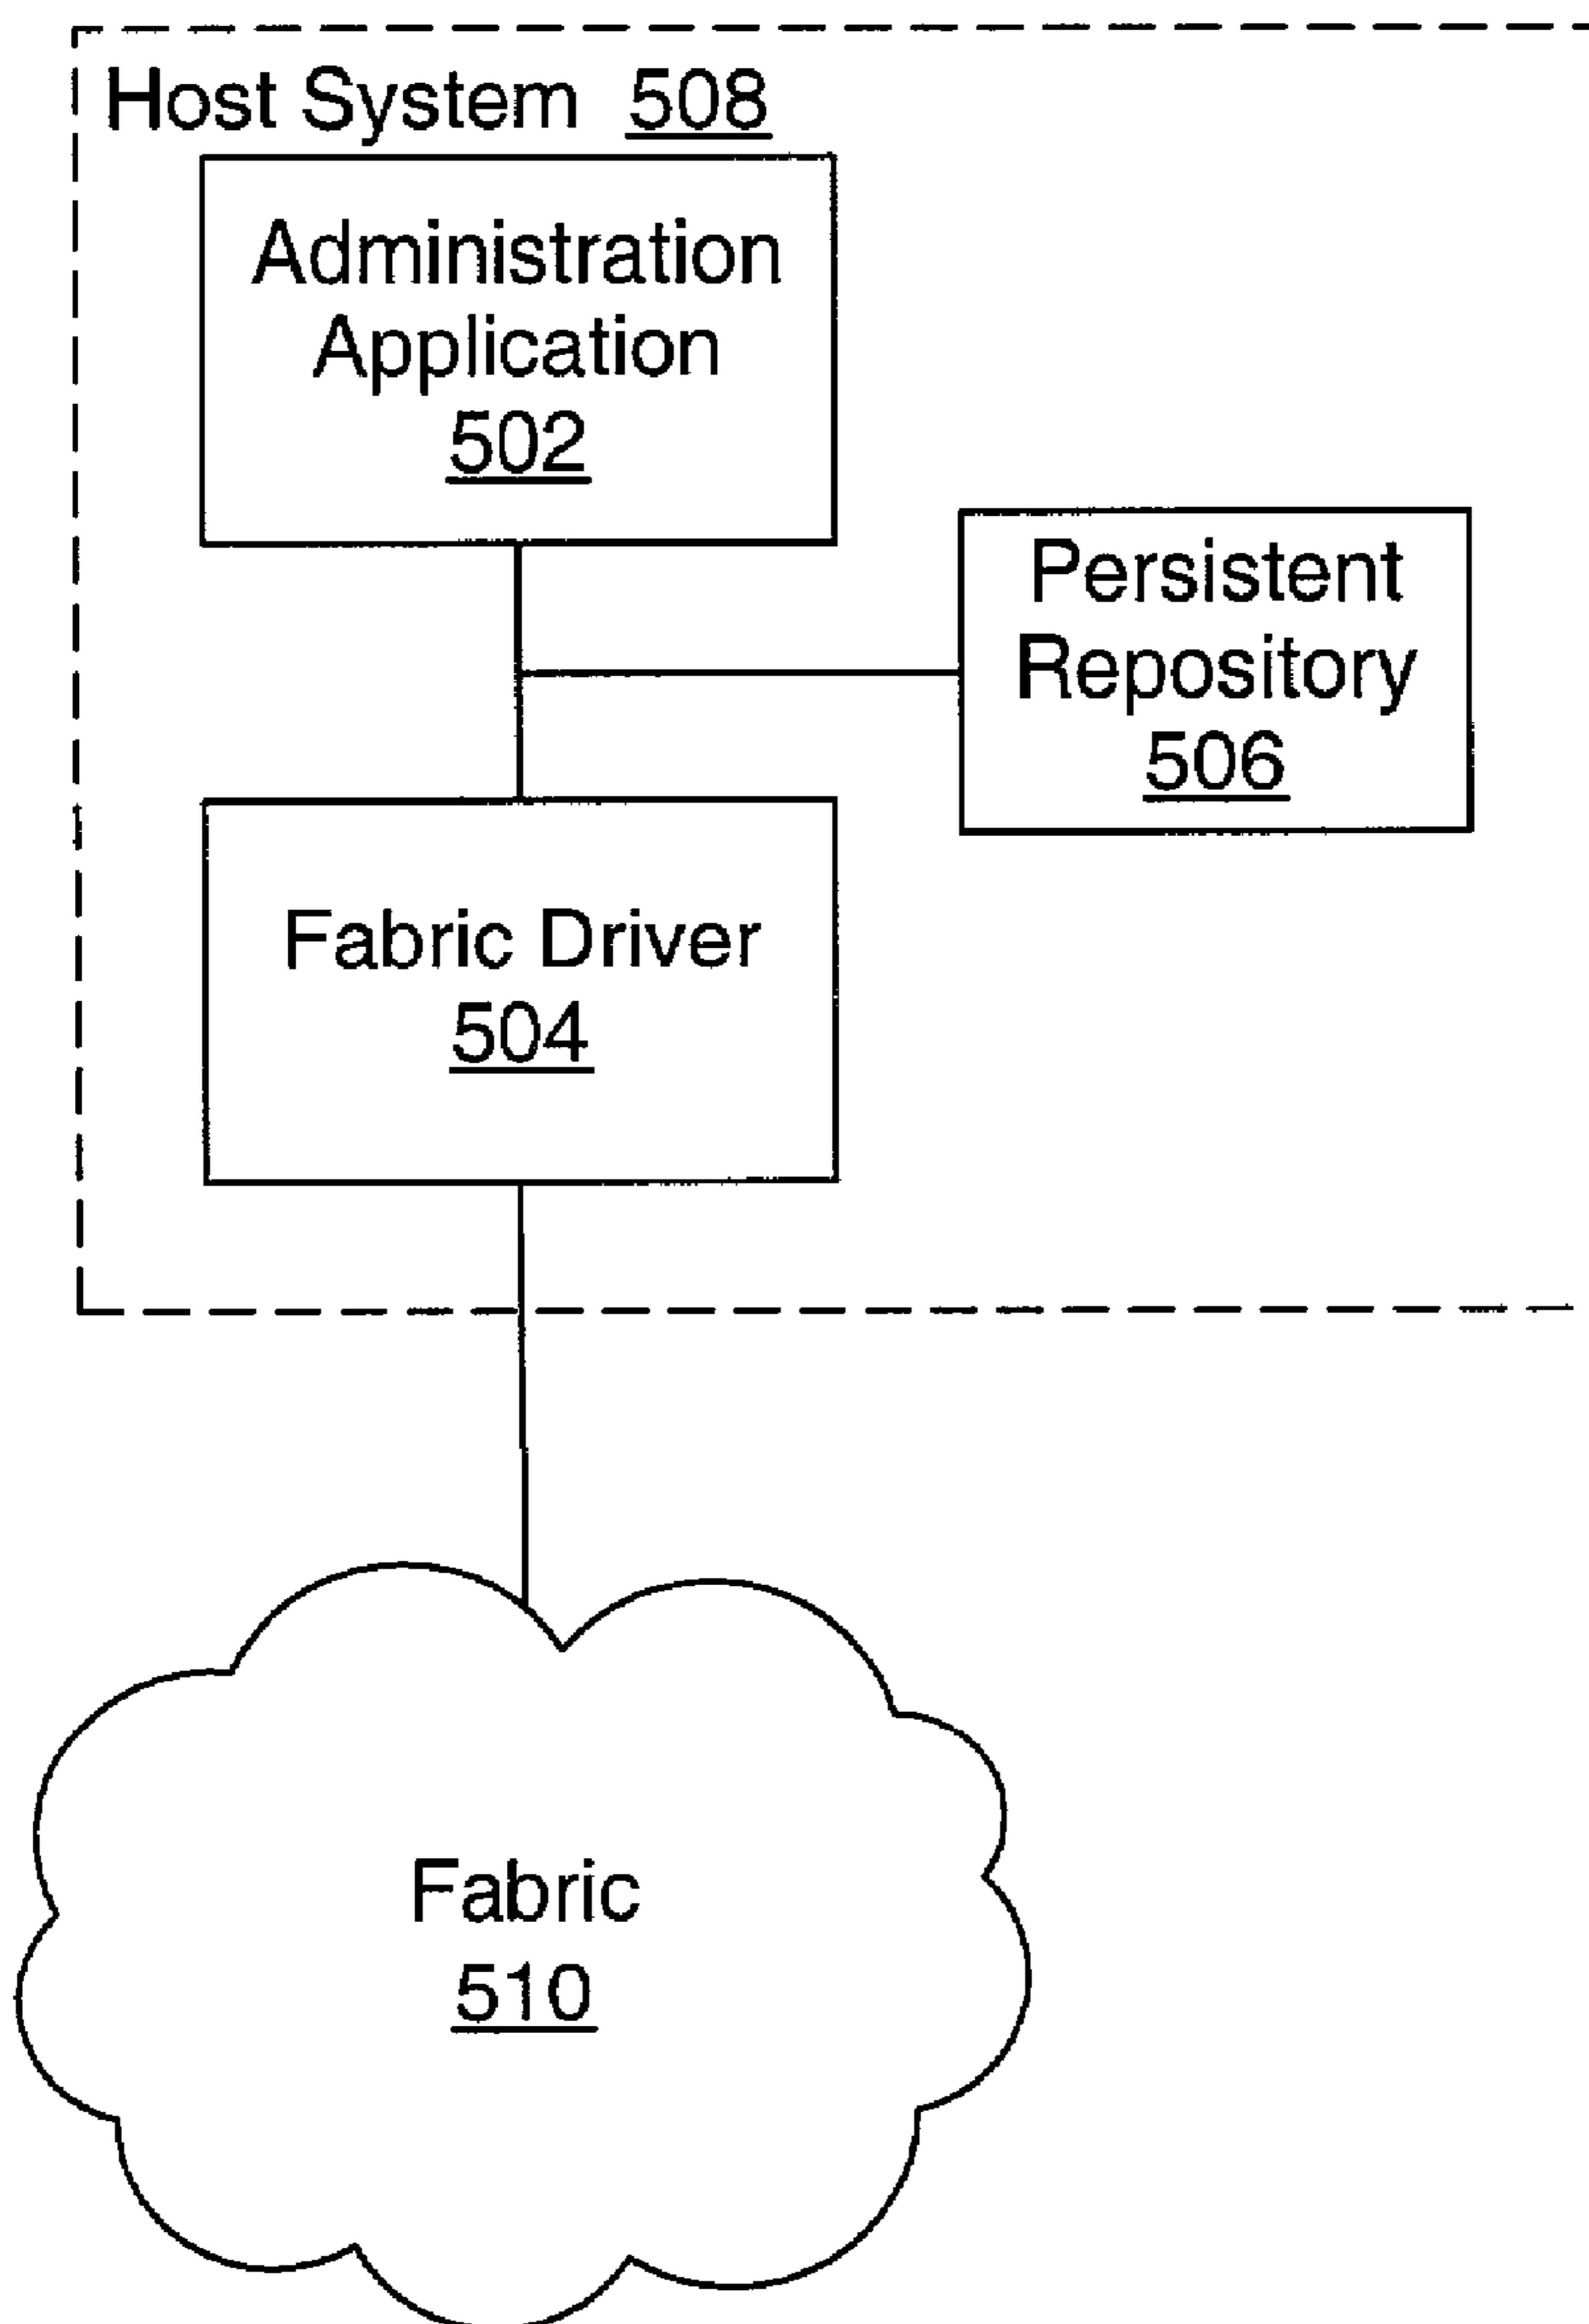 Host System 508
Administration
Application
502
Persistent
Repository
506
Fabric Driver
504
Fabric
510